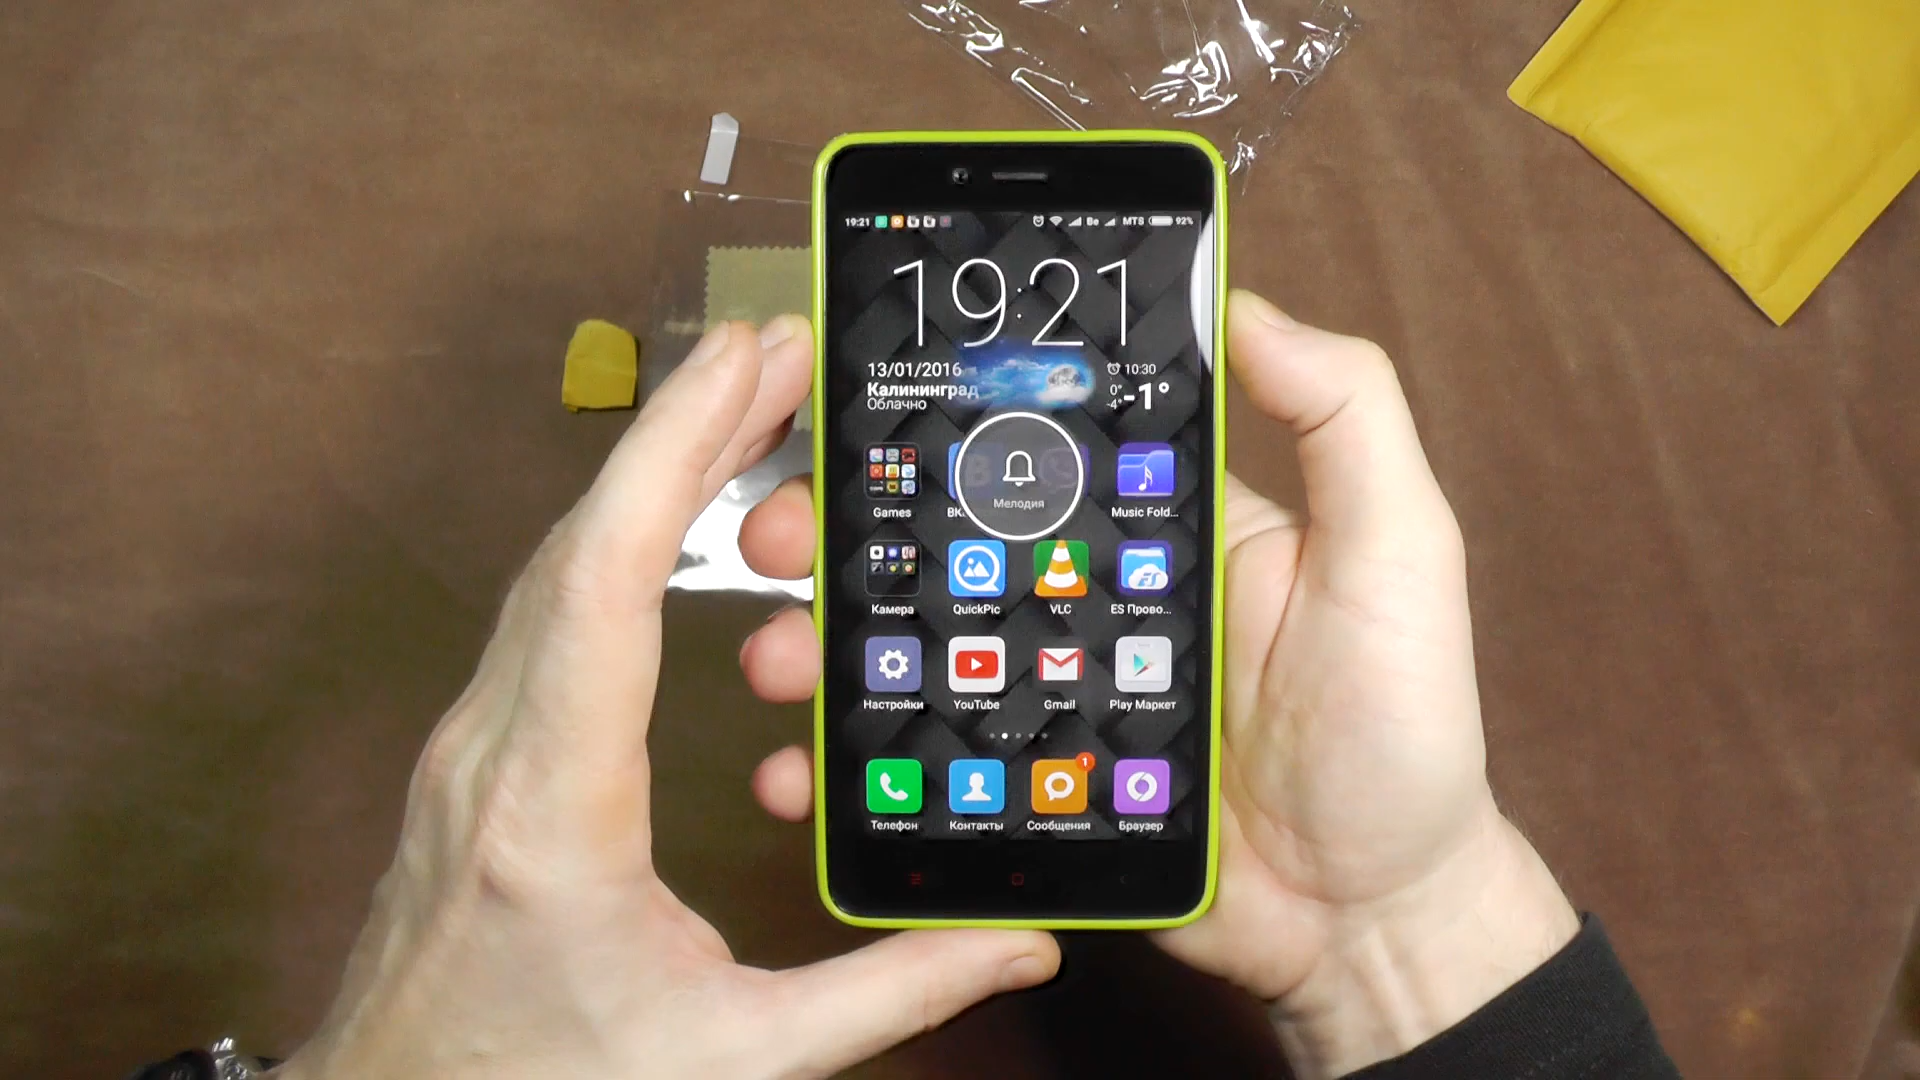 19:21 Be MTS 92%
19:21
13/01/2016
10:30
Калининград
0°
-1°
Облачно
-4°
Мелодия
Games
Music Fold...
Камера
QuickPic
VLC
ES Прово...
Настройки
YouTube
Gmail
Play Маркет
1
Телефон
Контакты
Сообщения
Браузер